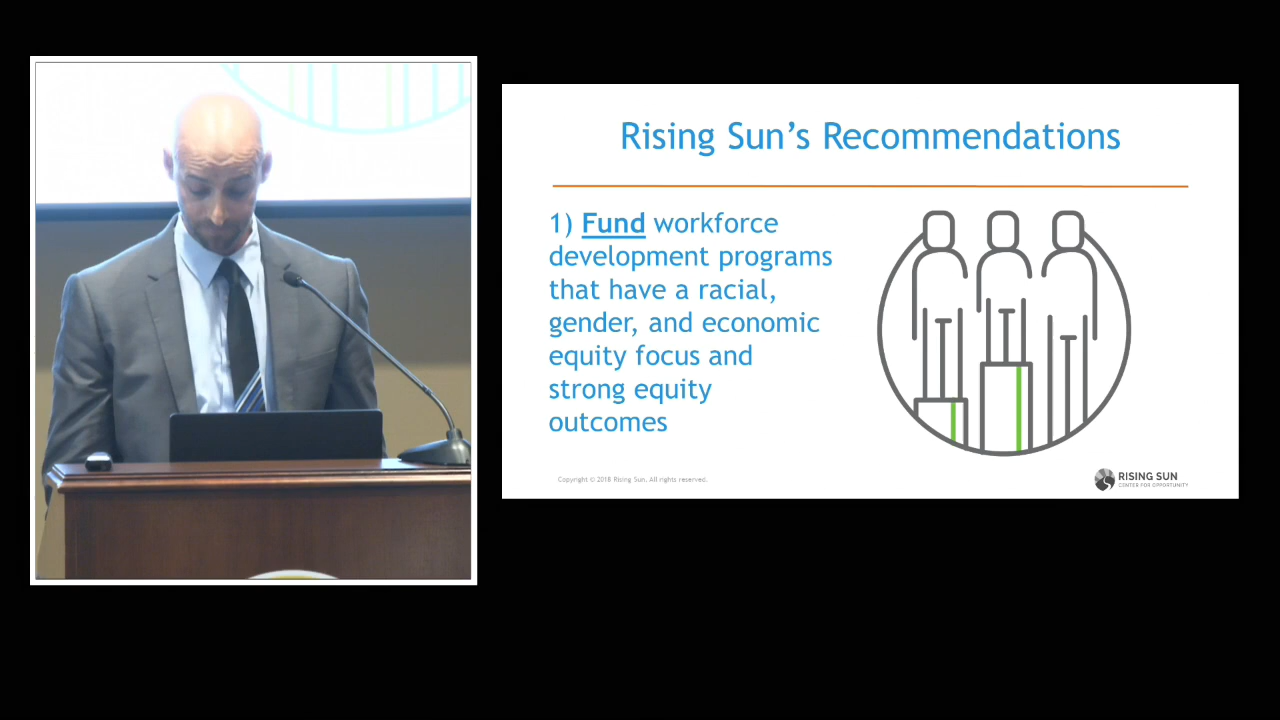 Rising Sun's Recommendations
1) Fund workforce
development programs
that have a racial,
gender, and economic
equity focus and
strong equity
outcomes
Copyright © 2018 Rising Sun. All rights reserved.
RISING SUN
CENTER FOR OPPORTUNITY